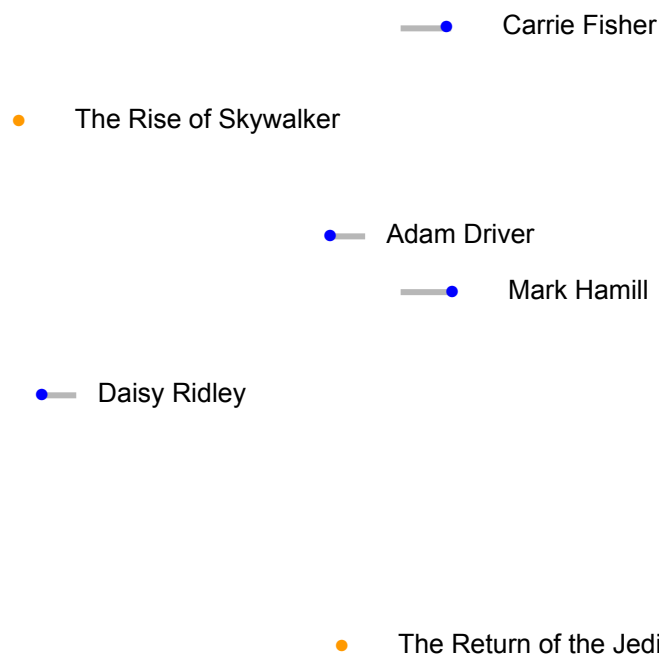 Carrie Fisher
The Rise of Skywalker
Adam Driver
Mark Hamill
Daisy Ridley
The Return of the Jedi